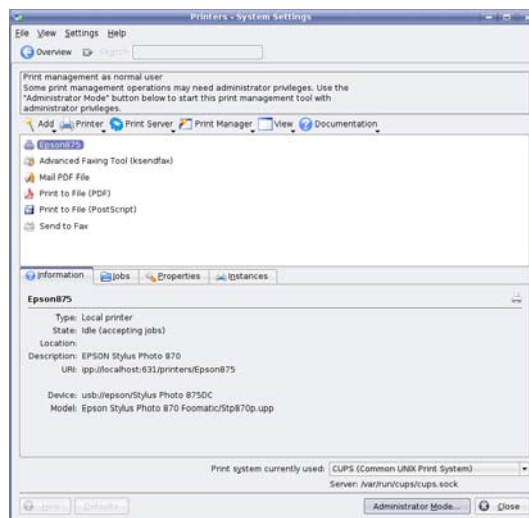 Printers - System Settings
File View Settings Help
Overview Search
Print management as normal user
Some print management operations may need administrator privileges. Use the
"Administrator Mode" button below to start this print management tool with
administrator privileges.
Add Printer Print Server Print Manager View Documentation
Epson875
Advanced Faxing Tool (ksendfax)
Mail PDF File
Print to File (PDF)
Print to File (PostScript)
Send to Fax
Information Jobs Properties Instances
Epson875
Type: Local printer
State: Idle (accepting jobs)
Location:
Description: EPSON Stylus Photo 870
URI: ipp://localhost:631/printers/Epson875
Device: usb://epson/Stylus Photo 875DC
Model: Epson Stylus Photo 870 Foomatic/Stp870p.upp
Print system currently used: CUPS (Common UNIX Print System)
Server: /var/run/cups/cups.sock
Help Defaults Administrator Mode... Close